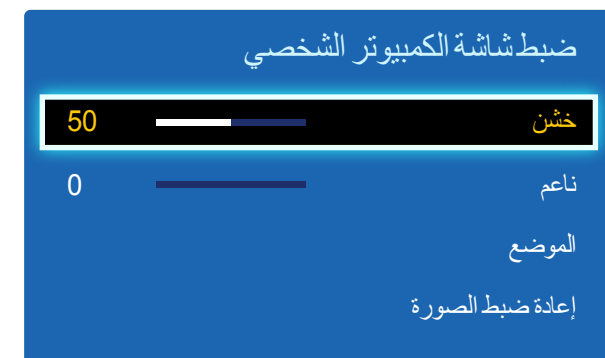 ضبط شاشة الكمبيوتر الشخصي
خشن 50
ناعم 0
الموضع
إعادة ضبط الصورة